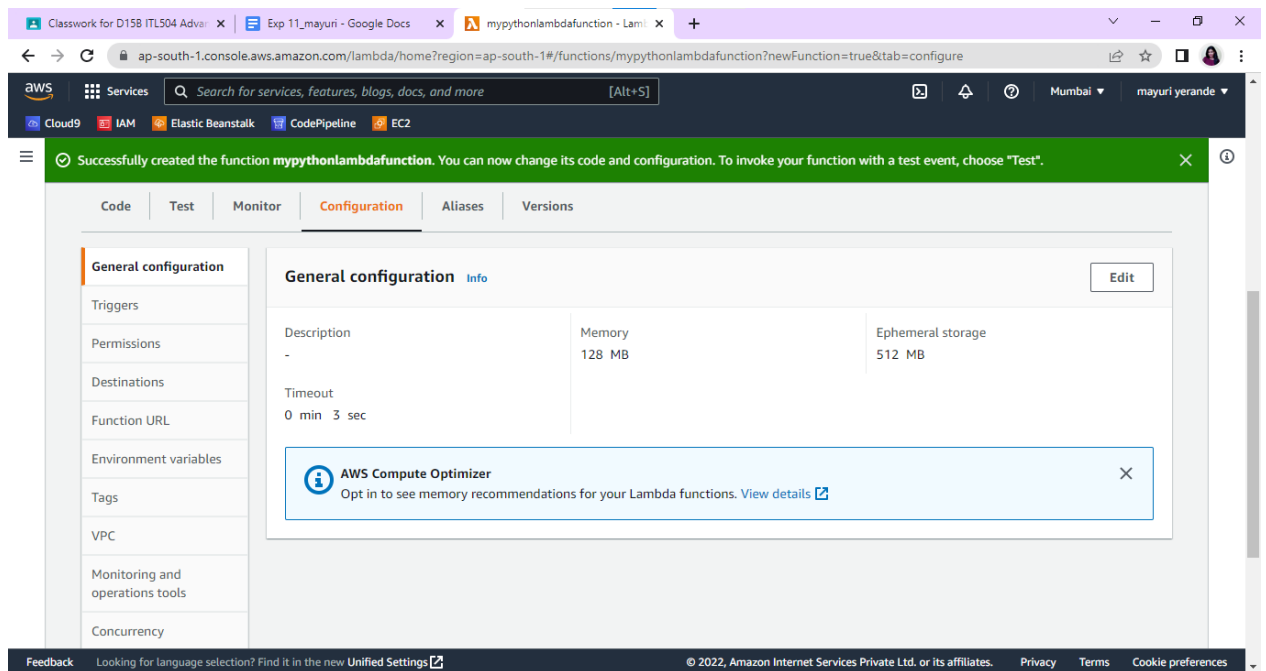 Classwork for D15B ITL504 Advan
Exp 11_mayuri - Google Docs
mypythonlambdafunction - Lamb
ap-south-1.console.aws.amazon.com/lambda/home?region=ap-south-1#/functions/mypythonlambdafunction?newFunction=true&tab=configure
aws Services Search for services, features, blogs, docs, and more [Alt+S] Mumbai mayuri yerande
Cloud9 IAM Elastic Beanstalk CodePipeline EC2
Successfully created the function mypythonlambdafunction. You can now change its code and configuration. To invoke your function with a test event, choose "Test".
Code Test Monitor Configuration Aliases Versions
General configuration
Triggers
Permissions
Destinations
Function URL
Environment variables
Tags
VPC
Monitoring and
operations tools
Concurrency
General configuration Info Edit
Description
-
Memory
128 MB
Ephemeral storage
512 MB
Timeout
0 min 3 sec
AWS Compute Optimizer
Opt in to see memory recommendations for your Lambda functions. View details
Feedback Looking for language selection? Find it in the new Unified Settings © 2022, Amazon Internet Services Private Ltd. or its affiliates. Privacy Terms Cookie preferences